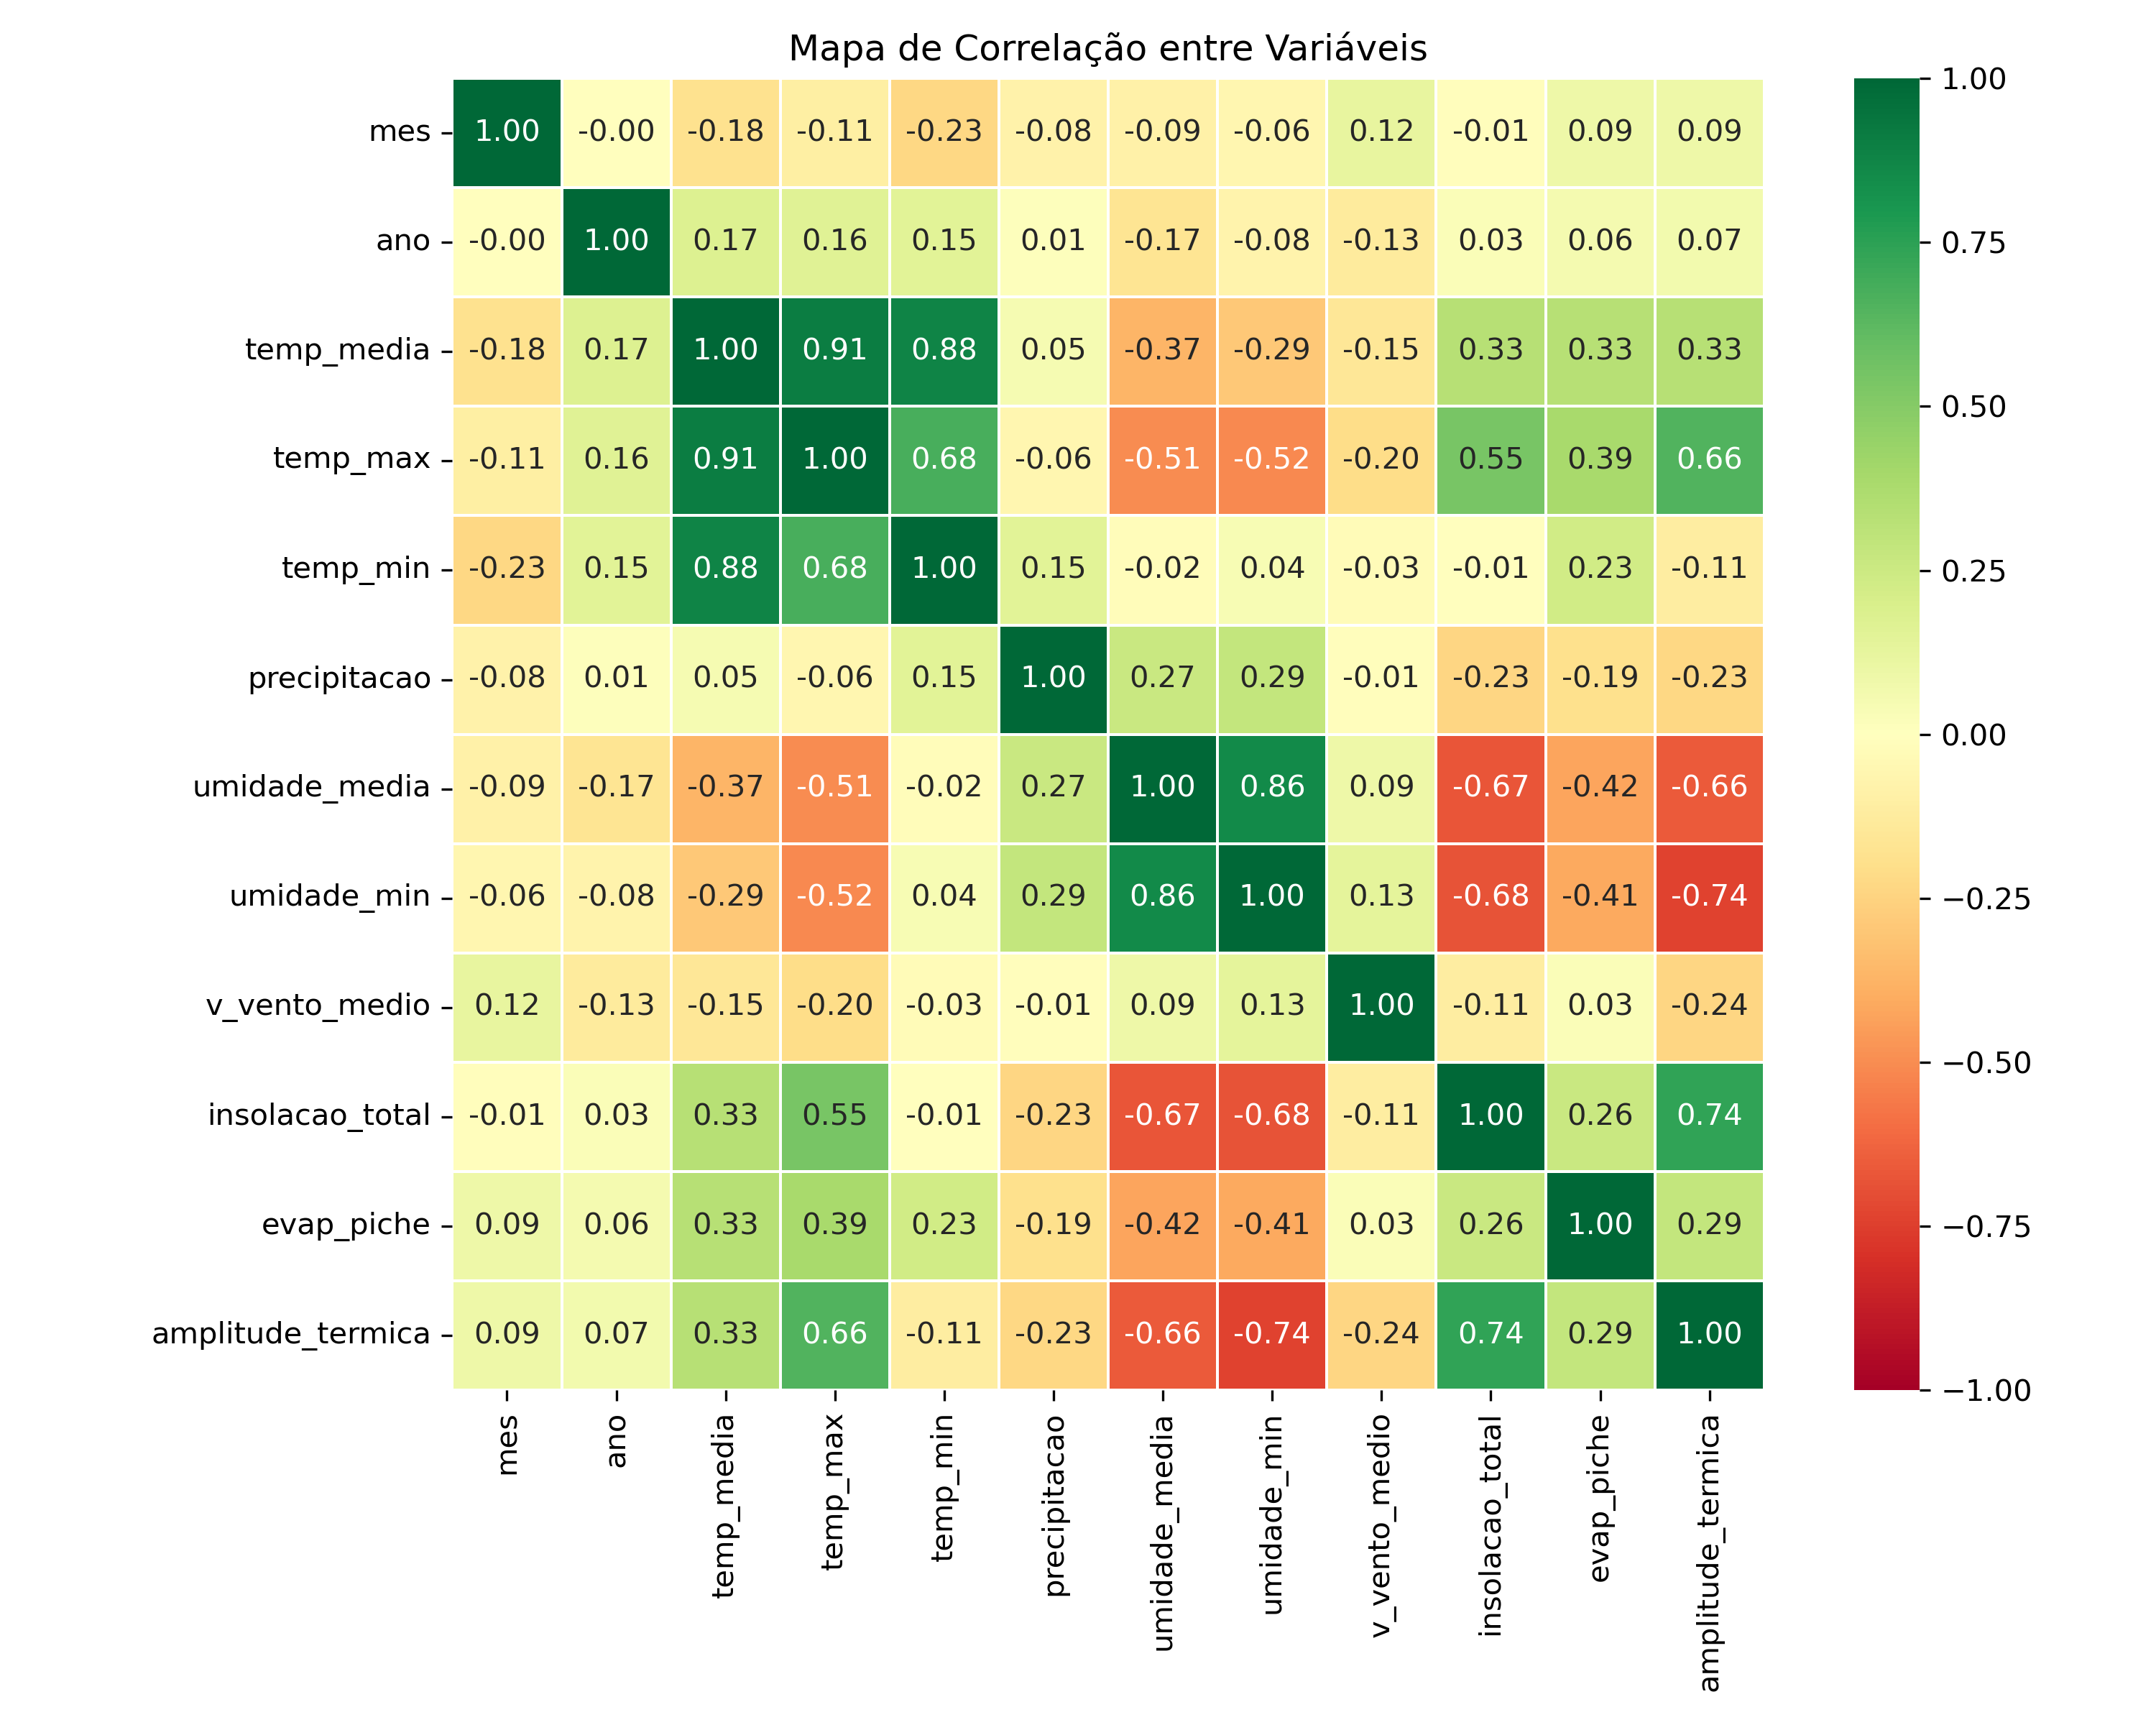 Mapa de Correlação entre Variáveis
mes 1.00 -0.00 -0.18 -0.11 -0.23 -0.08 -0.09 -0.06 0.12 -0.01 0.09 0.09
ano -0.00 1.00 0.17 0.16 0.15 0.01 -0.17 -0.08 -0.13 0.03 0.06 0.07
temp_media -0.18 0.17 1.00 0.91 0.88 0.05 -0.37 -0.29 -0.15 0.33 0.33 0.33
temp_max -0.11 0.16 0.91 1.00 0.68 -0.06 -0.51 -0.52 -0.20 0.55 0.39 0.66
temp_min -0.23 0.15 0.88 0.68 1.00 0.15 -0.02 0.04 -0.03 -0.01 0.23 -0.11
precipitacao -0.08 0.01 0.05 -0.06 0.15 1.00 0.27 0.29 -0.01 -0.23 -0.19 -0.23
umidade_media -0.09 -0.17 -0.37 -0.51 -0.02 0.27 1.00 0.86 0.09 -0.67 -0.42 -0.66
umidade_min -0.06 -0.08 -0.29 -0.52 0.04 0.29 0.86 1.00 0.13 -0.68 -0.41 -0.74
v_vento_medio 0.12 -0.13 -0.15 -0.20 -0.03 -0.01 0.09 0.13 1.00 -0.11 0.03 -0.24
insolacao_total -0.01 0.03 0.33 0.55 -0.01 -0.23 -0.67 -0.68 -0.11 1.00 0.26 0.74
evap_piche 0.09 0.06 0.33 0.39 0.23 -0.19 -0.42 -0.41 0.03 0.26 1.00 0.29
amplitude_termica 0.09 0.07 0.33 0.66 -0.11 -0.23 -0.66 -0.74 -0.24 0.74 0.29 1.00
mes
ano
temp_media
temp_max
temp_min
precipitacao
umidade_media
umidade_min
v_vento_medio
insolacao_total
evap_piche
amplitude_termica
1.00
0.75
0.50
0.25
0.00
−0.25
−0.50
−0.75
−1.00